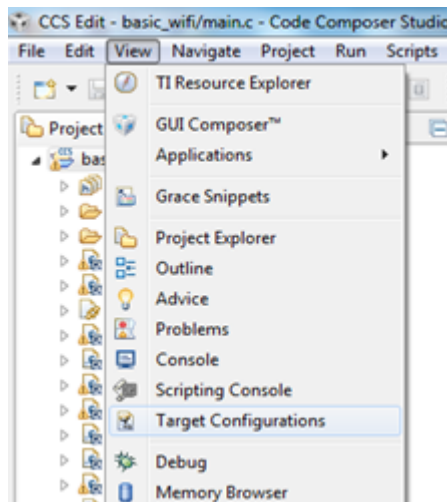 CCS Edit - basic_wifi/main.c - Code Composer Studio
File Edit View Navigate Project Run Scripts
TI Resource Explorer
Project
GUI Composer™
bas
Applications
Grace Snippets
Project Explorer
Outline
Advice
Problems
Console
Scripting Console
Target Configurations
Debug
Memory Browser